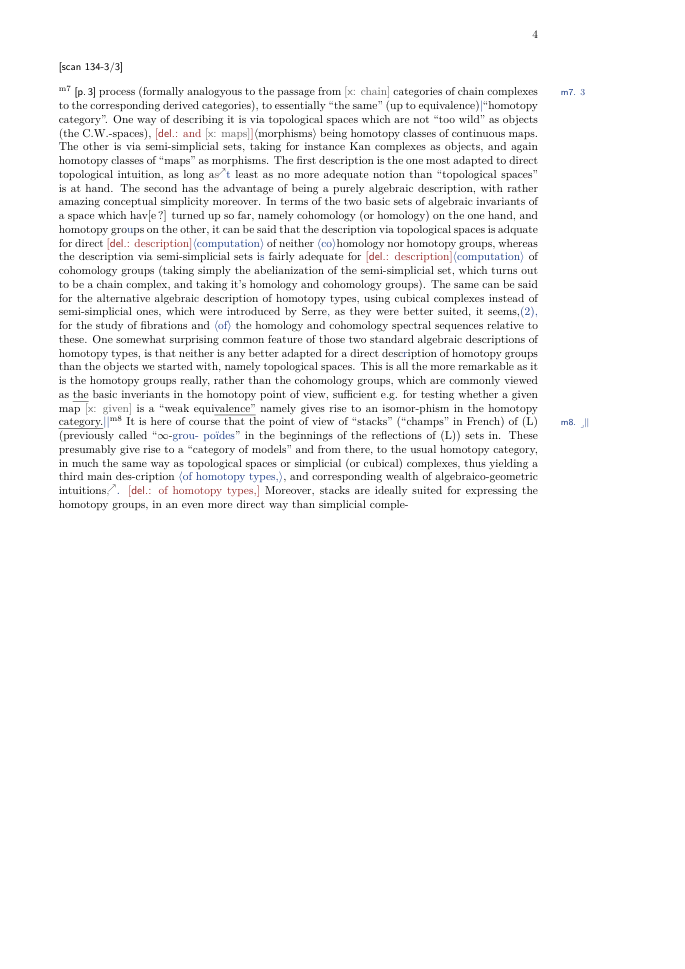 4
[scan 134-3/3]
m7 [p. 3] process (formally analogyous to the passage from [x: chain] categories of chain complexes m7. 3
to the corresponding derived categories), to essentially “the same” (up to equivalence)|“homotopy
category”. One way of describing it is via topological spaces which are not “too wild” as objects
(the C.W.-spaces), [del.: and [x: maps]]⟨morphisms⟩ being homotopy classes of continuous maps.
The other is via semi-simplicial sets, taking for instance Kan complexes as objects, and again
homotopy classes of “maps” as morphisms. The first description is the one most adapted to direct
topological intuition, as long as↗t least as no more adequate notion than “topological spaces”
is at hand. The second has the advantage of being a purely algebraic description, with rather
amazing conceptual simplicity moreover. In terms of the two basic sets of algebraic invariants of
a space which hav[e ?] turned up so far, namely cohomology (or homology) on the one hand, and
homotopy groups on the other, it can be said that the description via topological spaces is adquate
for direct [del.: description]⟨computation⟩ of neither ⟨co⟩homology nor homotopy groups, whereas
the description via semi-simplicial sets is fairly adequate for [del.: description]⟨computation⟩ of
cohomology groups (taking simply the abelianization of the semi-simplicial set, which turns out
to be a chain complex, and taking it’s homology and cohomology groups). The same can be said
for the alternative algebraic description of homotopy types, using cubical complexes instead of
semi-simplicial ones, which were introduced by Serre, as they were better suited, it seems,(2),
for the study of fibrations and ⟨of⟩ the homology and cohomology spectral sequences relative to
these. One somewhat surprising common feature of those two standard algebraic descriptions of
homotopy types, is that neither is any better adapted for a direct description of homotopy groups
than the objects we started with, namely topological spaces. This is all the more remarkable as it
is the homotopy groups really, rather than the cohomology groups, which are commonly viewed
as the basic inveriants in the homotopy point of view, sufficient e.g. for testing whether a given
map [x: given] is a “weak equivalence” namely gives rise to an isomor-phism in the homotopy
category.||m8 It is here of course that the point of view of “stacks” (“champs” in French) of (L) m8. _||
(previously called “∞-grou- poïdes” in the beginnings of the reflections of (L)) sets in. These
presumably give rise to a “category of models” and from there, to the usual homotopy category,
in much the same way as topological spaces or simplicial (or cubical) complexes, thus yielding a
third main des-cription ⟨of homotopy types,⟩, and corresponding wealth of algebraico-geometric
intuitions,↗. [del.: of homotopy types,] Moreover, stacks are ideally suited for expressing the
homotopy groups, in an even more direct way than simplicial comple-